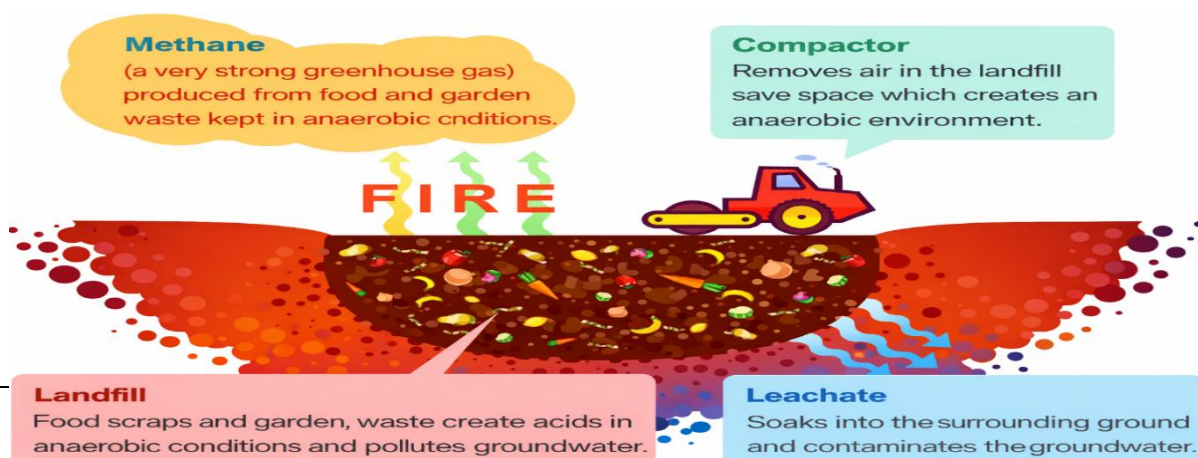 Methane
(a very strong greenhouse gas)
produced from food and garden
waste kept in anaerobic cnditions.
Compactor
Removes air in the landfill
save space which creates an
anaerobic environment.
FIRE
Landfill
Food scraps and garden, waste create acids in
anaerobic conditions and pollutes groundwater.
Leachate
Soaks into the surrounding ground
and contaminates the groundwater.